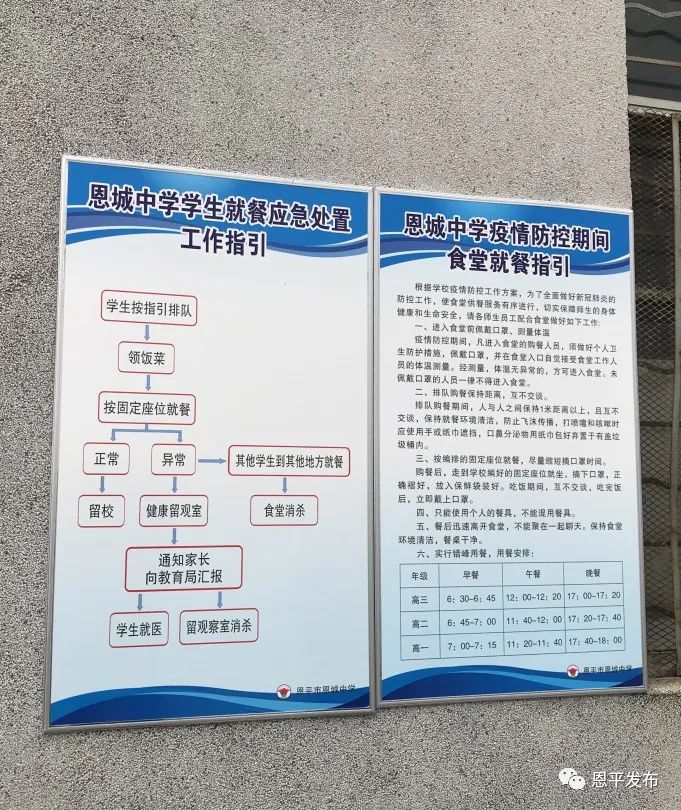 恩城中学学生就餐应急处置
工作指引
学生按指引排队
领饭菜
按固定座位就餐
正常
异常
其他学生到其他地方就餐
留校
健康留观室
食堂消杀
通知家长
向教育局汇报
学生就医
留观察室消杀
恩平市恩城中学
恩城中学疫情防控期间
食堂就餐指引
根据学校疫情防控工作方案，为了全面做好新冠肺炎的
防控工作，使食堂供餐服务有序进行，切实保障师生的身体
健康和生命安全，请各师生员工配合食堂做好如下工作:
一、进入食堂前佩戴口罩、测量体温
疫情防控期间，凡进入食堂的购餐人员，须做好个人卫
生防护措施，佩戴口罩，并在食堂入口自觉接受食堂工作人
员的体温测量。经测量，体温无异常的，方可进入食堂。未
佩戴口罩的人员一律不得进入食堂。
二、排队购餐保持距离，互不交谈。
排队购餐期间，人与人之间保持1米距离以上，且互不
交谈，保持就餐环境清洁，防止飞沫传播，打喷嚏和咳嗽时
应使用手或纸巾遮挡，口鼻分泌物用纸巾包好弃置于有盖垃
圾桶内。
三、按编排的固定座位就餐，尽量缩短摘口罩时间。
购餐后，走到学校编好的固定座位就坐，摘下口罩，正
确褶好，放入保鲜袋装好。吃饭期间，互不交谈，吃完饭
后，立即戴上口罩。
四、只能使用个人的餐具，不能混用餐具。
五、餐后迅速离开食堂，不能聚在一起聊天。保持食堂
环境清洁，餐桌干净。
六、实行错峰用餐，用餐安排:
年级 早餐 午餐 晚餐
高三 6: 30-6: 45 12: 00-12: 20 17: 00-17: 20
高二 6: 45-7: 00 11: 40-12: 00 17: 20-17: 40
高一 7: 00-7: 15 11: 20-11: 40 17: 40-18: 00
恩平市恩城中学
恩平发布